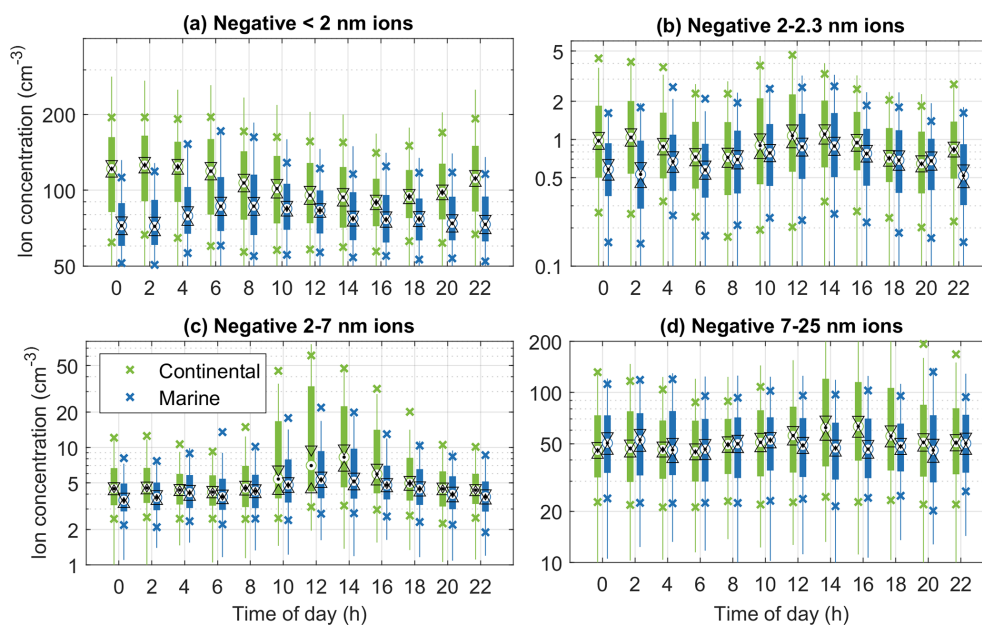 (a) Negative < 2 nm ions
Ion concentration (cm-3)
200
100
50
0 2 4 6 8 10 12 14 16 18 20 22
(b) Negative 2-2.3 nm ions
5
1
0.5
0.1
0 2 4 6 8 10 12 14 16 18 20 22
(c) Negative 2-7 nm ions
Ion concentration (cm-3)
50
20
10
5
2
1
Continental
Marine
0 2 4 6 8 10 12 14 16 18 20 22
Time of day (h)
(d) Negative 7-25 nm ions
200
100
50
20
10
0 2 4 6 8 10 12 14 16 18 20 22
Time of day (h)